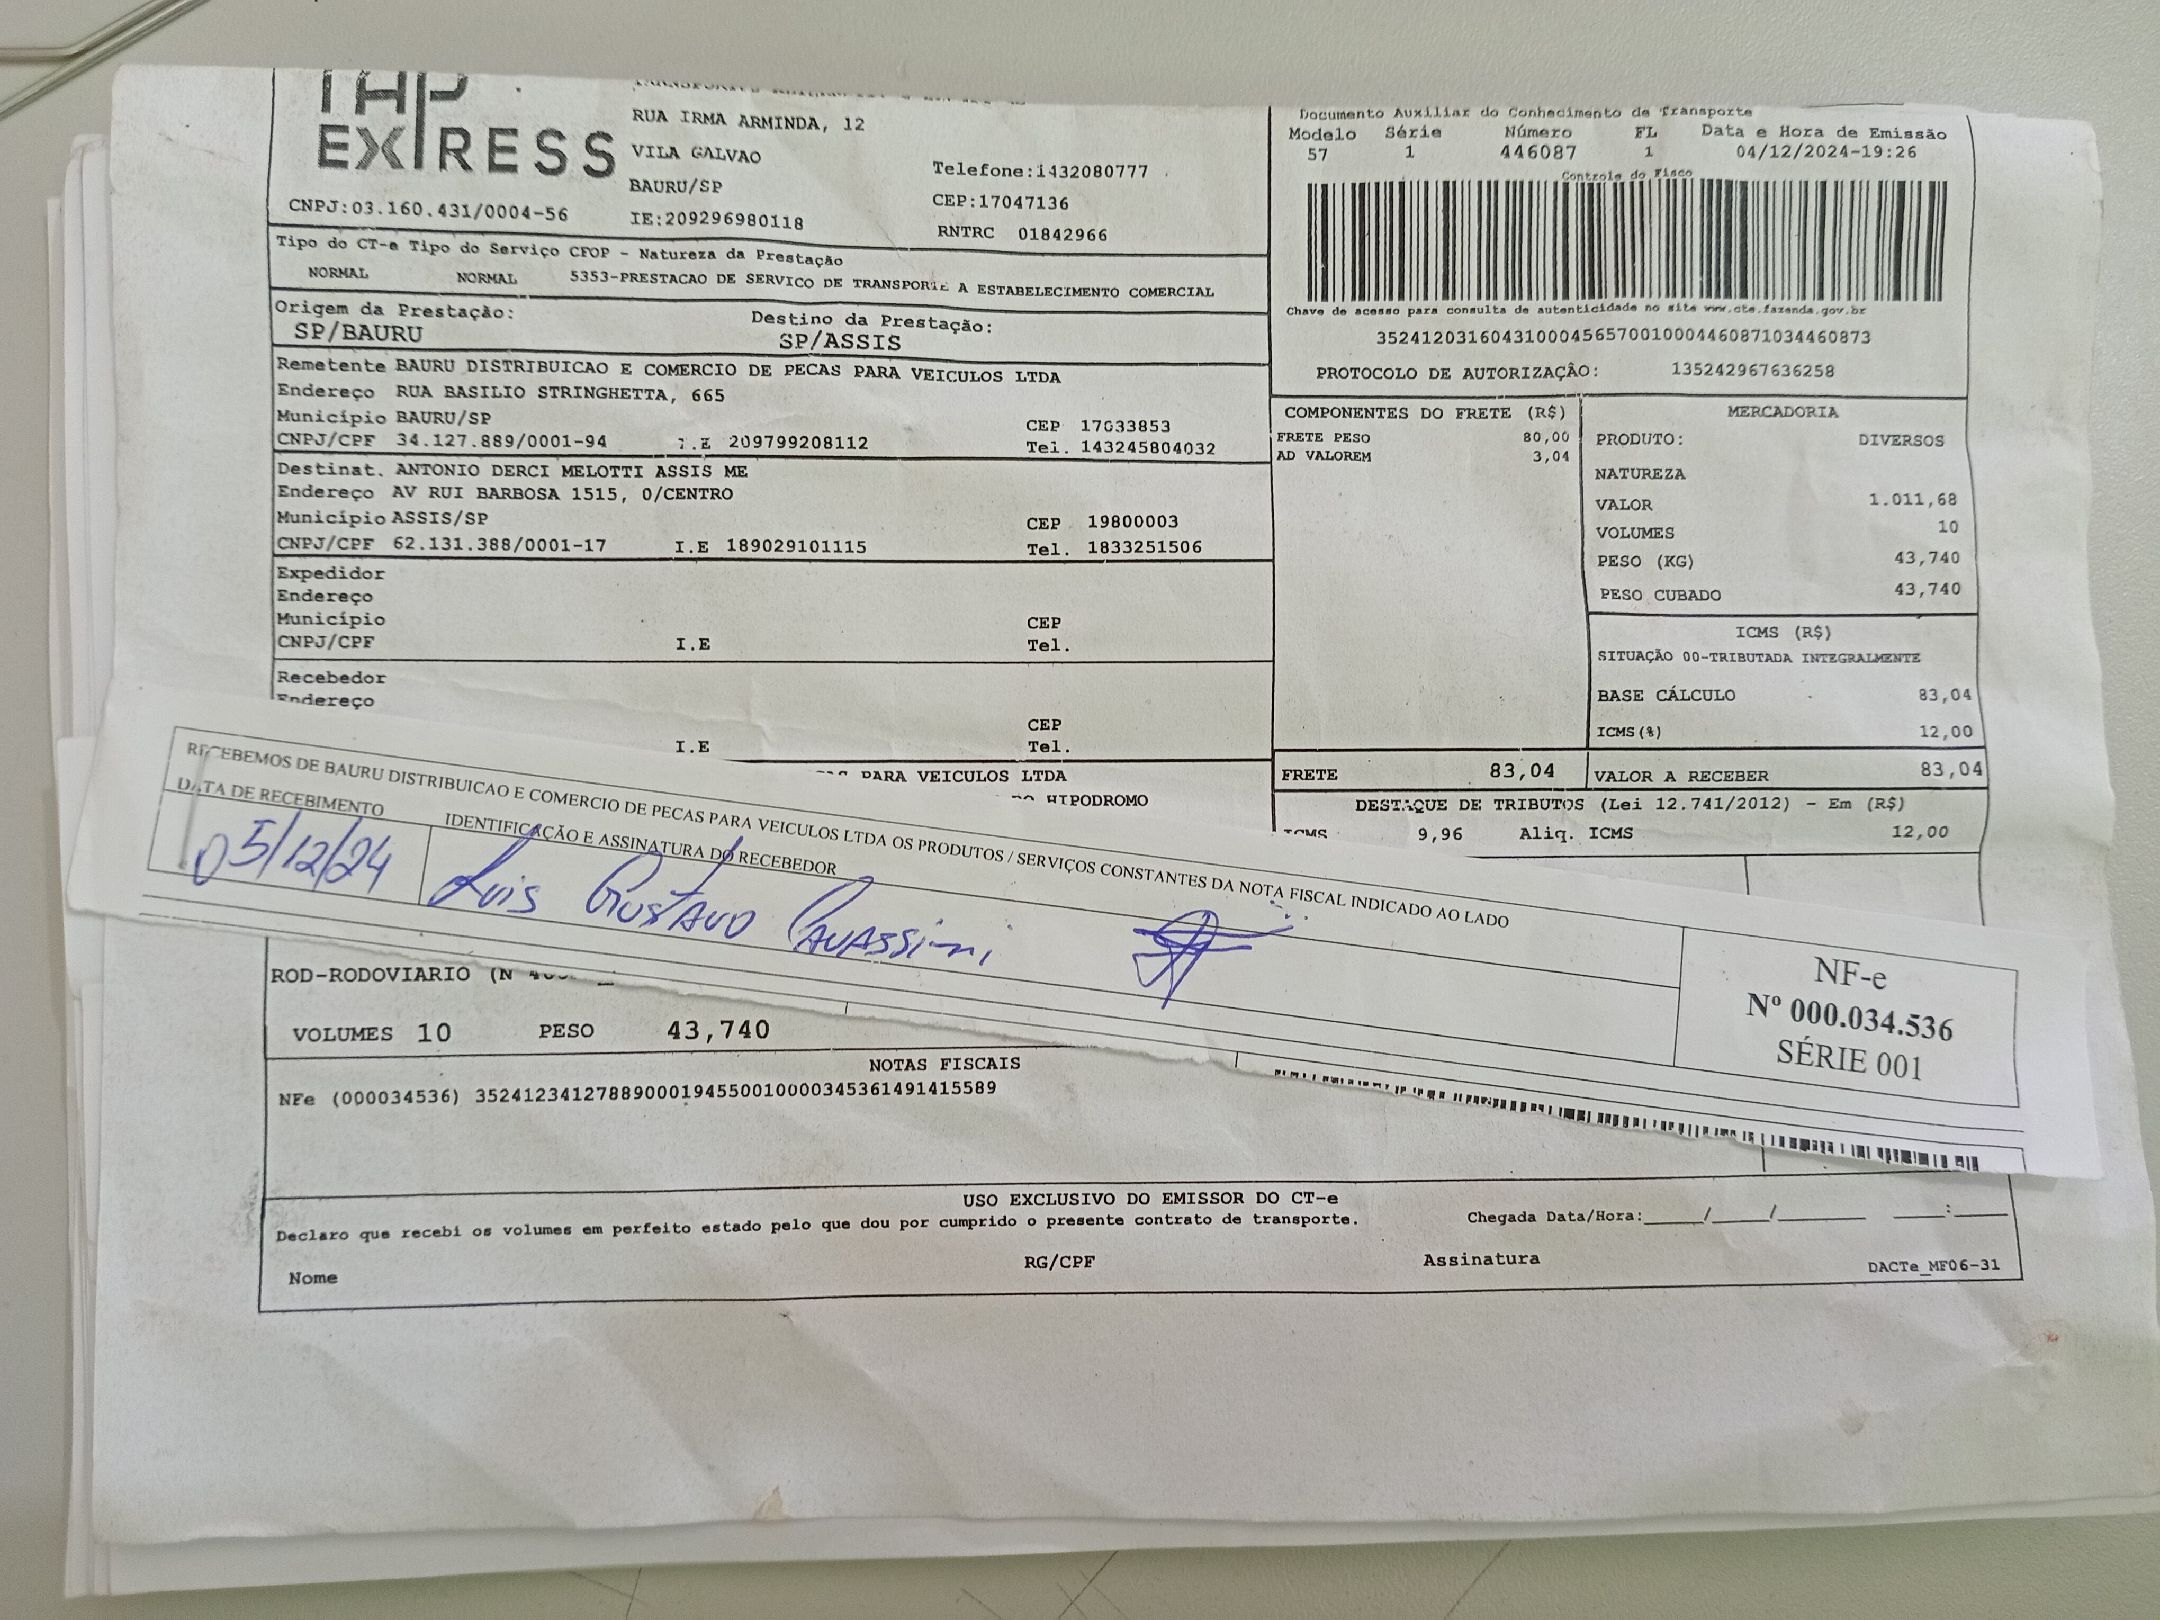 EXPRESS
RUA IRMA ARMINDA, 12
VILA GALVAO
BAURU/SP
Telefone:1432080777
CEP:17047136
CNPJ:03.160.431/0004-56
IE:209296980118
RNTRC 01842966
Documento Auxiliar do Conhecimento de Transporte
Modelo Série Número FL Data e Hora de Emissão
57 1 446087 1 04/12/2024-19:26
Controle do Fisco
Chave de acesso para consulta de autenticidade no site www.cte.fazenda.gov.br
35241203160431000456570010004460871034460873
PROTOCOLO DE AUTORIZAÇÃO: 135242967636258
Tipo do CT-e Tipo do Serviço CFOP - Natureza da Prestação
NORMAL NORMAL 5353-PRESTACAO DE SERVICO DE TRANSPORTE A ESTABELECIMENTO COMERCIAL
Origem da Prestação: Destino da Prestação:
SP/BAURU SP/ASSIS
Remetente BAURU DISTRIBUICAO E COMERCIO DE PECAS PARA VEICULOS LTDA
Endereço RUA BASILIO STRINGHETTA, 665
Município BAURU/SP CEP 17033853
CNPJ/CPF 34.127.889/0001-94 I.E 209799208112 Tel. 143245804032
Destinat. ANTONIO DERCI MELOTTI ASSIS ME
Endereço AV RUI BARBOSA 1515, 0/CENTRO
Município ASSIS/SP CEP 19800003
CNPJ/CPF 62.131.388/0001-17 I.E 189029101115 Tel. 1833251506
Expedidor
Endereço
Município CEP
CNPJ/CPF I.E Tel.
Recebedor
Endereço
CEP
I.E Tel.
PARA VEICULOS LTDA
HIPODROMO
COMPONENTES DO FRETE (R$)
FRETE PESO 80,00
AD VALOREM 3,04
MERCADORIA
PRODUTO: DIVERSOS
NATUREZA
VALOR 1.011,68
VOLUMES 10
PESO (KG) 43,740
PESO CUBADO 43,740
ICMS (R$)
SITUAÇÃO 00-TRIBUTADA INTEGRALMENTE
BASE CÁLCULO 83,04
ICMS(%) 12,00
FRETE 83,04 VALOR A RECEBER 83,04
DESTAQUE DE TRIBUTOS (Lei 12.741/2012) - Em (R$)
ICMS 9,96 Aliq. ICMS 12,00
RECEBEMOS DE BAURU DISTRIBUICAO E COMERCIO DE PECAS PARA VEICULOS LTDA OS PRODUTOS / SERVIÇOS CONSTANTES DA NOTA FISCAL INDICADO AO LADO
DATA DE RECEBIMENTO IDENTIFICAÇÃO E ASSINATURA DO RECEBEDOR
05/12/24 Luis Gustavo Cavassini
NF-e
Nº 000.034.536
SÉRIE 001
ROD-RODOVIARIO (N
VOLUMES 10 PESO 43,740
NOTAS FISCAIS
NFe (000034536) 35241234127889000194550010000345361491415589
USO EXCLUSIVO DO EMISSOR DO CT-e
Declaro que recebi os volumes em perfeito estado pelo que dou por cumprido o presente contrato de transporte. Chegada Data/Hora:____/____/________ ____:____
Nome RG/CPF Assinatura DACTe_MF06-31